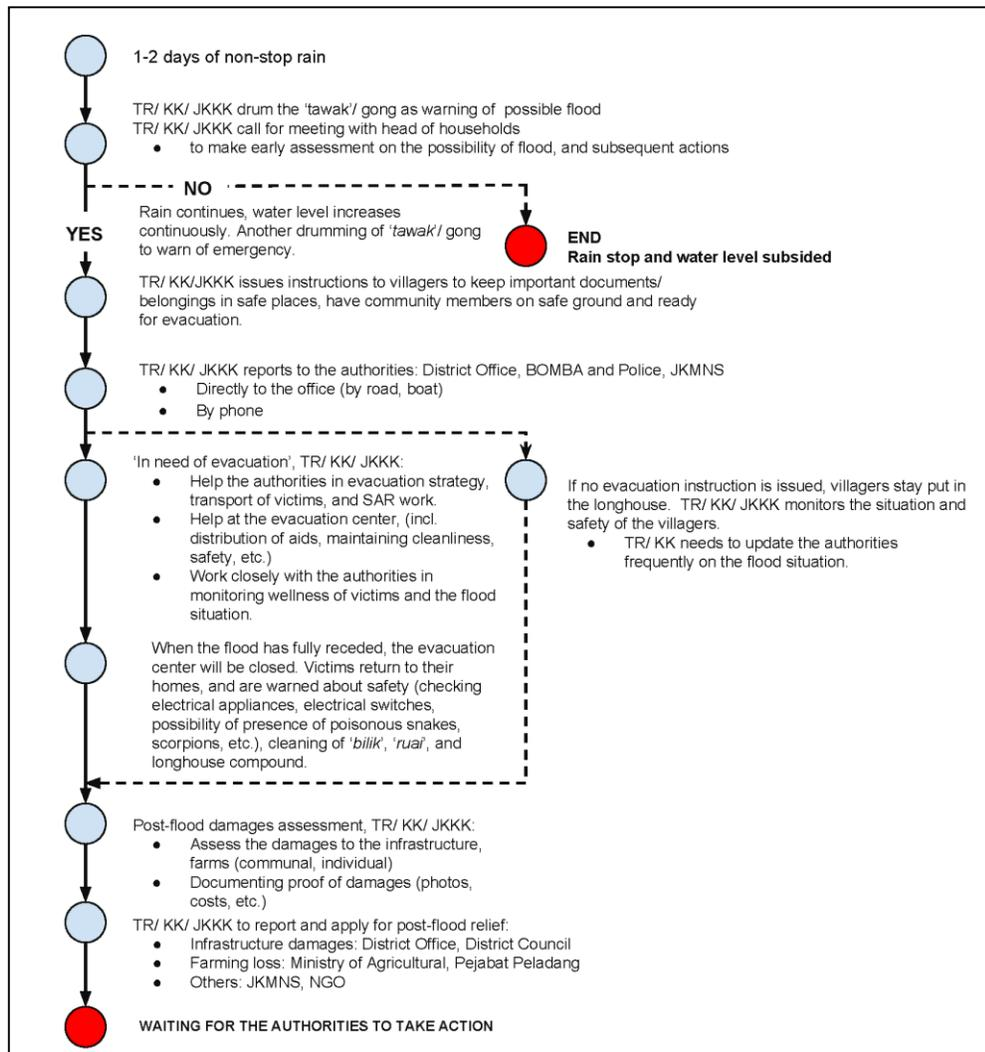 1-2 days of non-stop rain
TR/ KK/ JKKK drum the ‘tawak’/ gong as warning of possible flood
TR/ KK/ JKKK call for meeting with head of households
● to make early assessment on the possibility of flood, and subsequent actions
NO
YES
Rain continues, water level increases
continuously. Another drumming of ‘tawak’/ gong
to warn of emergency.
END
Rain stop and water level subsided
TR/ KK/JKKK issues instructions to villagers to keep important documents/
belongings in safe places, have community members on safe ground and ready
for evacuation.
TR/ KK/ JKKK reports to the authorities: District Office, BOMBA and Police, JKMNS
● Directly to the office (by road, boat)
● By phone
‘In need of evacuation’, TR/ KK/ JKKK:
● Help the authorities in evacuation strategy,
transport of victims, and SAR work.
● Help at the evacuation center, (incl.
distribution of aids, maintaining cleanliness,
safety, etc.)
● Work closely with the authorities in
monitoring wellness of victims and the flood
situation.
If no evacuation instruction is issued, villagers stay put in
the longhouse. TR/ KK/ JKKK monitors the situation and
safety of the villagers.
● TR/ KK needs to update the authorities
frequently on the flood situation.
When the flood has fully receded, the evacuation
center will be closed. Victims return to their
homes, and are warned about safety (checking
electrical appliances, electrical switches,
possibility of presence of poisonous snakes,
scorpions, etc.), cleaning of ‘bilik’, ‘ruai’, and
longhouse compound.
Post-flood damages assessment, TR/ KK/ JKKK:
● Assess the damages to the infrastructure,
farms (communal, individual)
● Documenting proof of damages (photos,
costs, etc.)
TR/ KK/ JKKK to report and apply for post-flood relief:
● Infrastructure damages: District Office, District Council
● Farming loss: Ministry of Agricultural, Pejabat Peladang
● Others: JKMNS, NGO
WAITING FOR THE AUTHORITIES TO TAKE ACTION